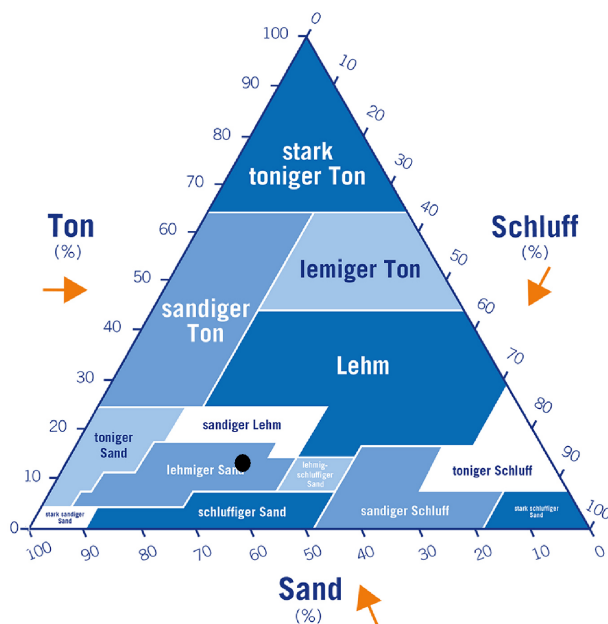 0
100
10
90
20
80
stark
toniger Ton
30
70
40
Ton
(%)
60
Schluff
(%)
50
50
lemiger Ton
60
sandiger
Ton
40
Lehm
70
30
80
20
toniger
Sand
sandiger Lehm
90
lehmiger Sand
lehmig-
schluffiger
Sand
toniger Schluff
10
100
stark sandiger
Sand
schluffiger Sand
sandiger Schluff
stark schluffiger
Sand
0
100
90
80
70
60
50
40
30
20
10
0
Sand
(%)